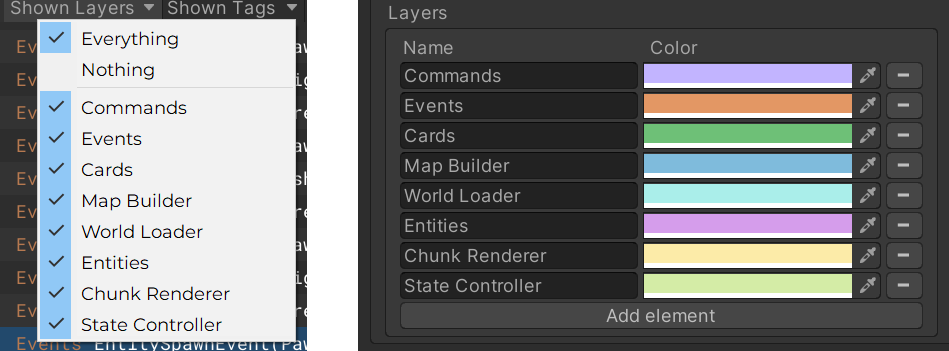 Shown Layers
Shown Tags
Everything
Nothing
Commands
Events
Cards
Map Builder
World Loader
Entities
Chunk Renderer
State Controller
Events EntitySpawnEvent(Paw
Layers
Name Color
Commands
Events
Cards
Map Builder
World Loader
Entities
Chunk Renderer
State Controller
Add element